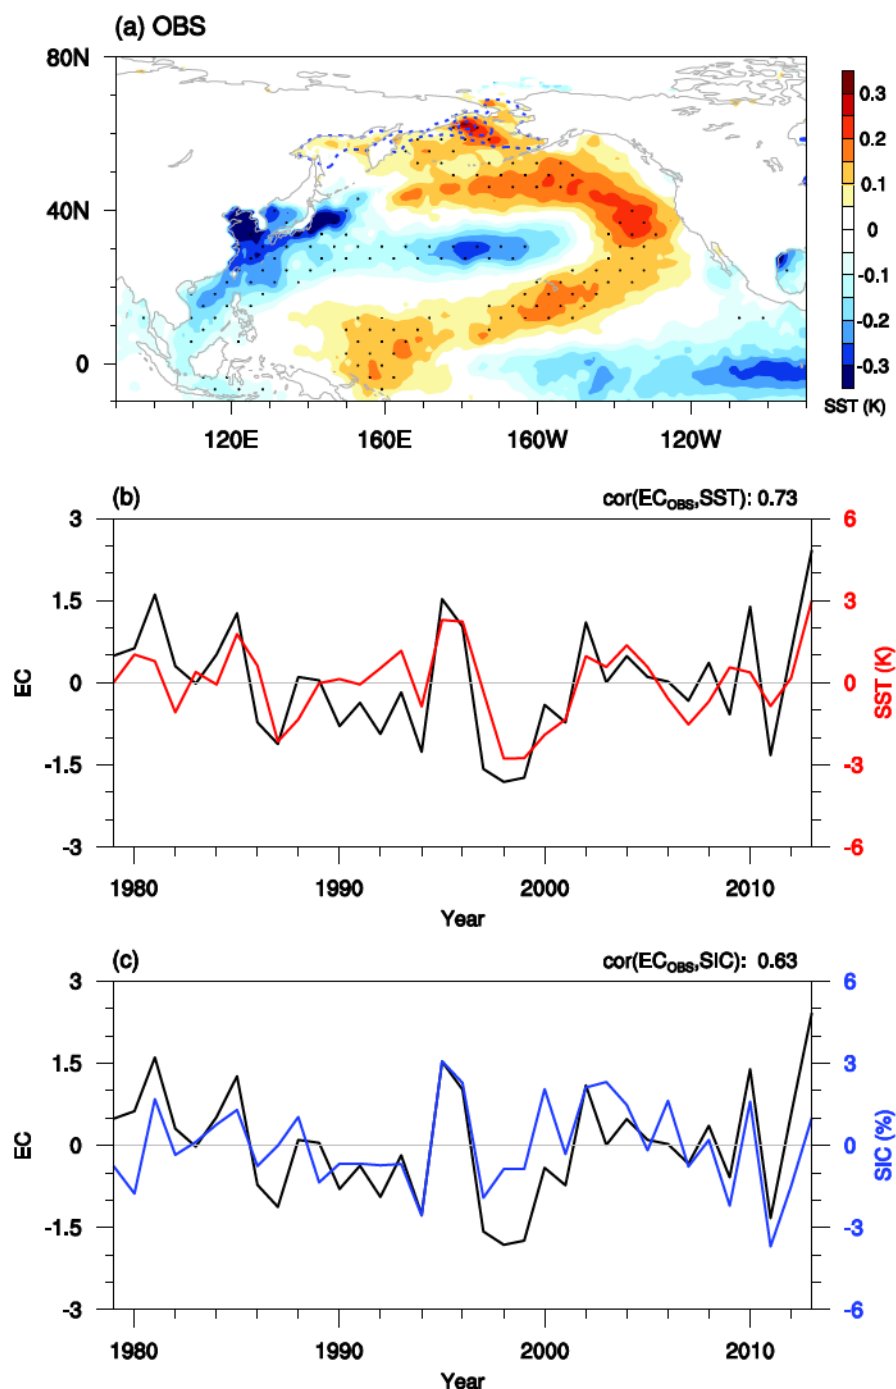 (a) OBS
80N
40N
0
120E
160E
160W
120W
0.3
0.2
0.1
0
-0.1
-0.2
-0.3
SST (K)
(b)
cor(EC_OBS,SST): 0.73
3
1.5
0
-1.5
-3
EC
6
3
0
-3
-6
SST (K)
1980
1990
2000
2010
Year
(c)
cor(EC_OBS,SIC): 0.63
3
1.5
0
-1.5
-3
EC
6
3
0
-3
-6
SIC (%)
1980
1990
2000
2010
Year